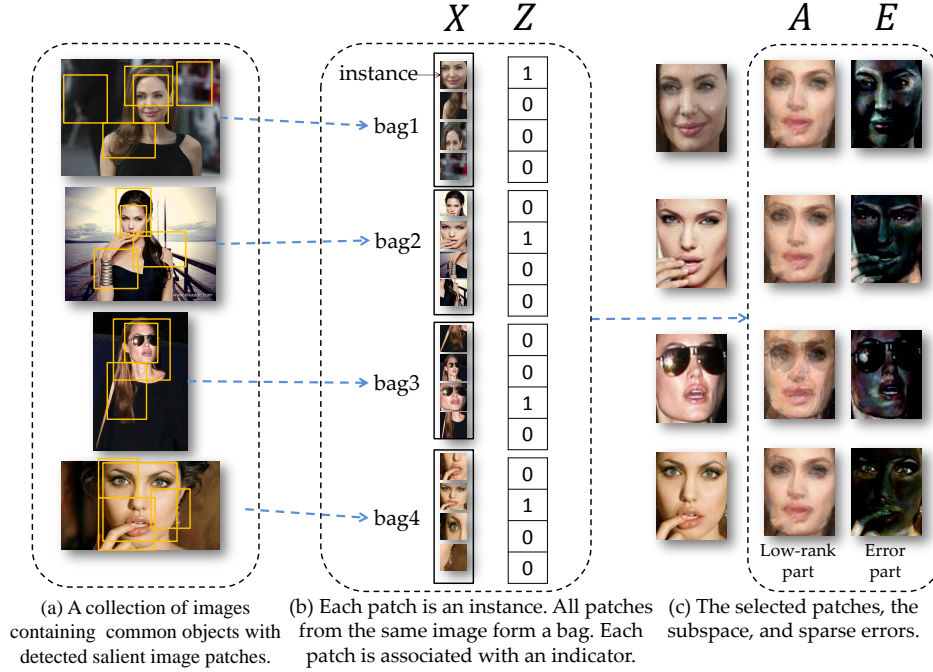 X Z
A E
instance
1
0
0
0
bag1
0
1
0
0
bag2
0
0
1
0
bag3
0
1
0
0
bag4
Low-rank
part
Error
part
(a) A collection of images
containing common objects with
detected salient image patches.
(b) Each patch is an instance. All patches
from the same image form a bag. Each
patch is associated with an indicator.
(c) The selected patches, the
subspace, and sparse errors.